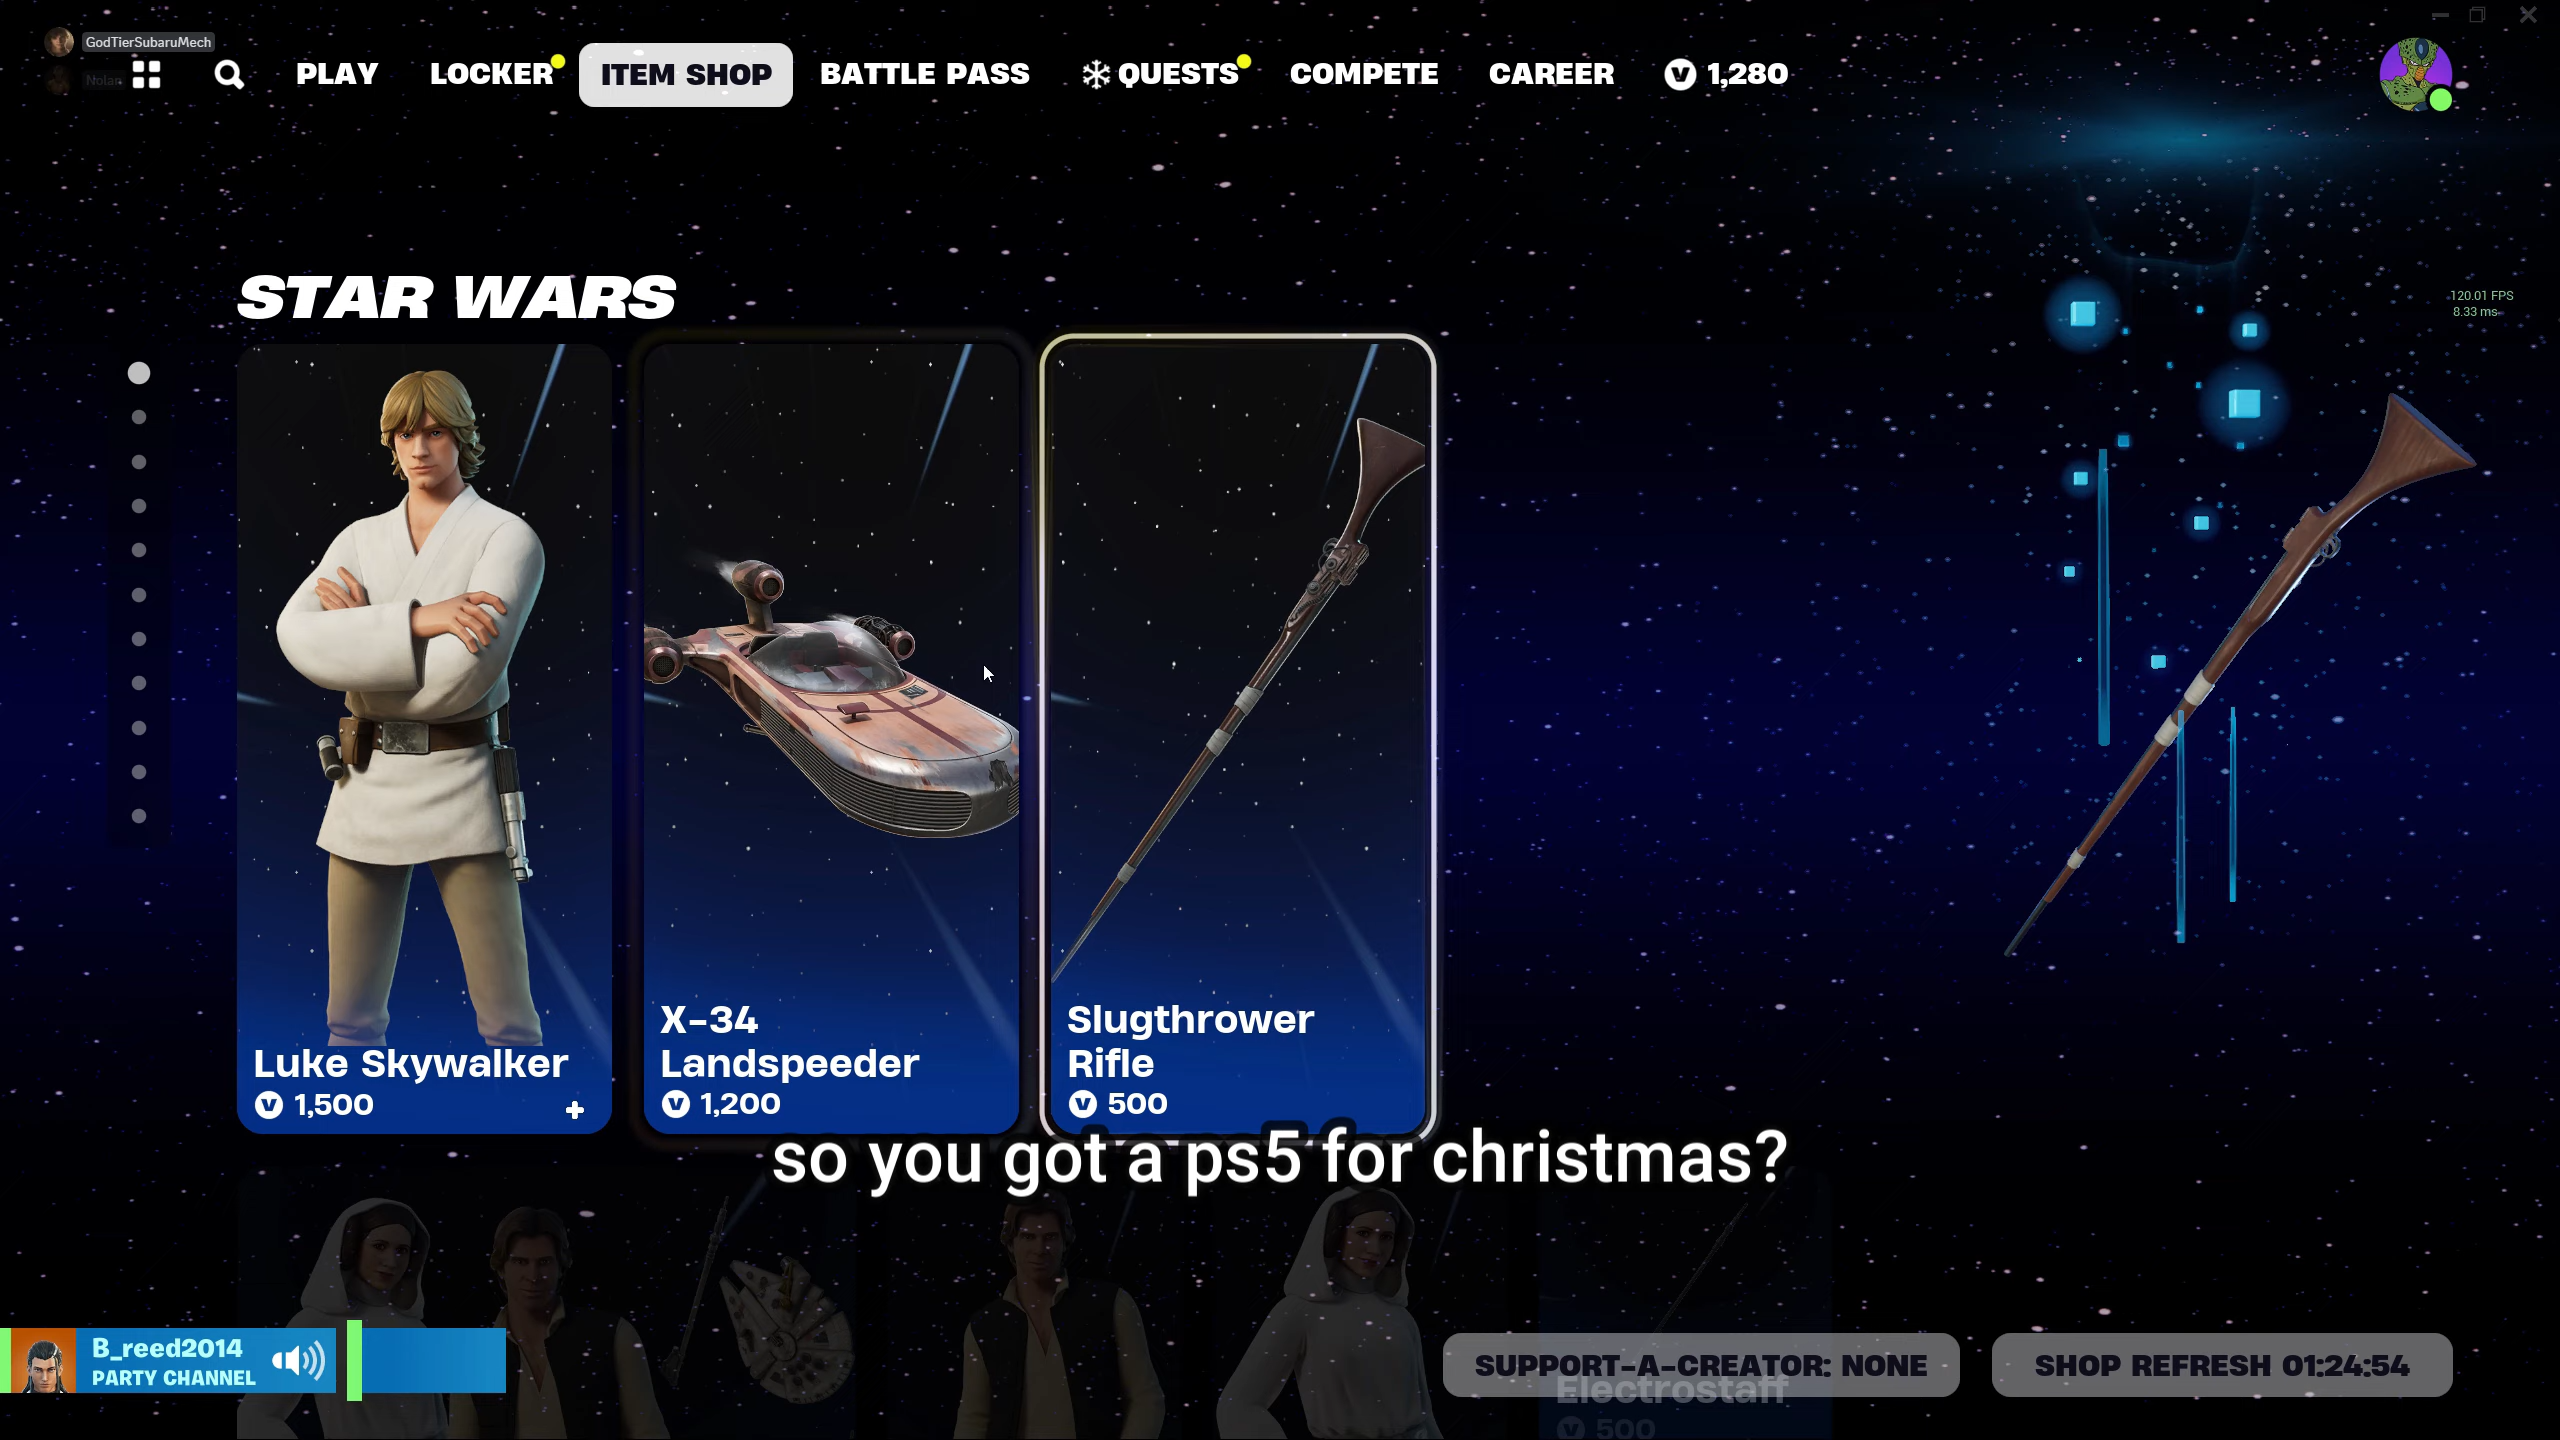 GodTierSubaruMech
Nolan
PLAY
LOCKER
ITEM SHOP
BATTLE PASS
QUESTS
COMPETE
CAREER
V 1,280
120.01 FPS
8.33 ms
STAR WARS
Luke Skywalker
V 1,500
+
X-34
Landspeeder
V 1,200
Slugthrower
Rifle
V 500
so you got a ps5 for christmas?
B_reed2014
PARTY CHANNEL
SUPPORT-A-CREATOR: NONE
SHOP REFRESH 01:24:54
Electrostaff
V 500